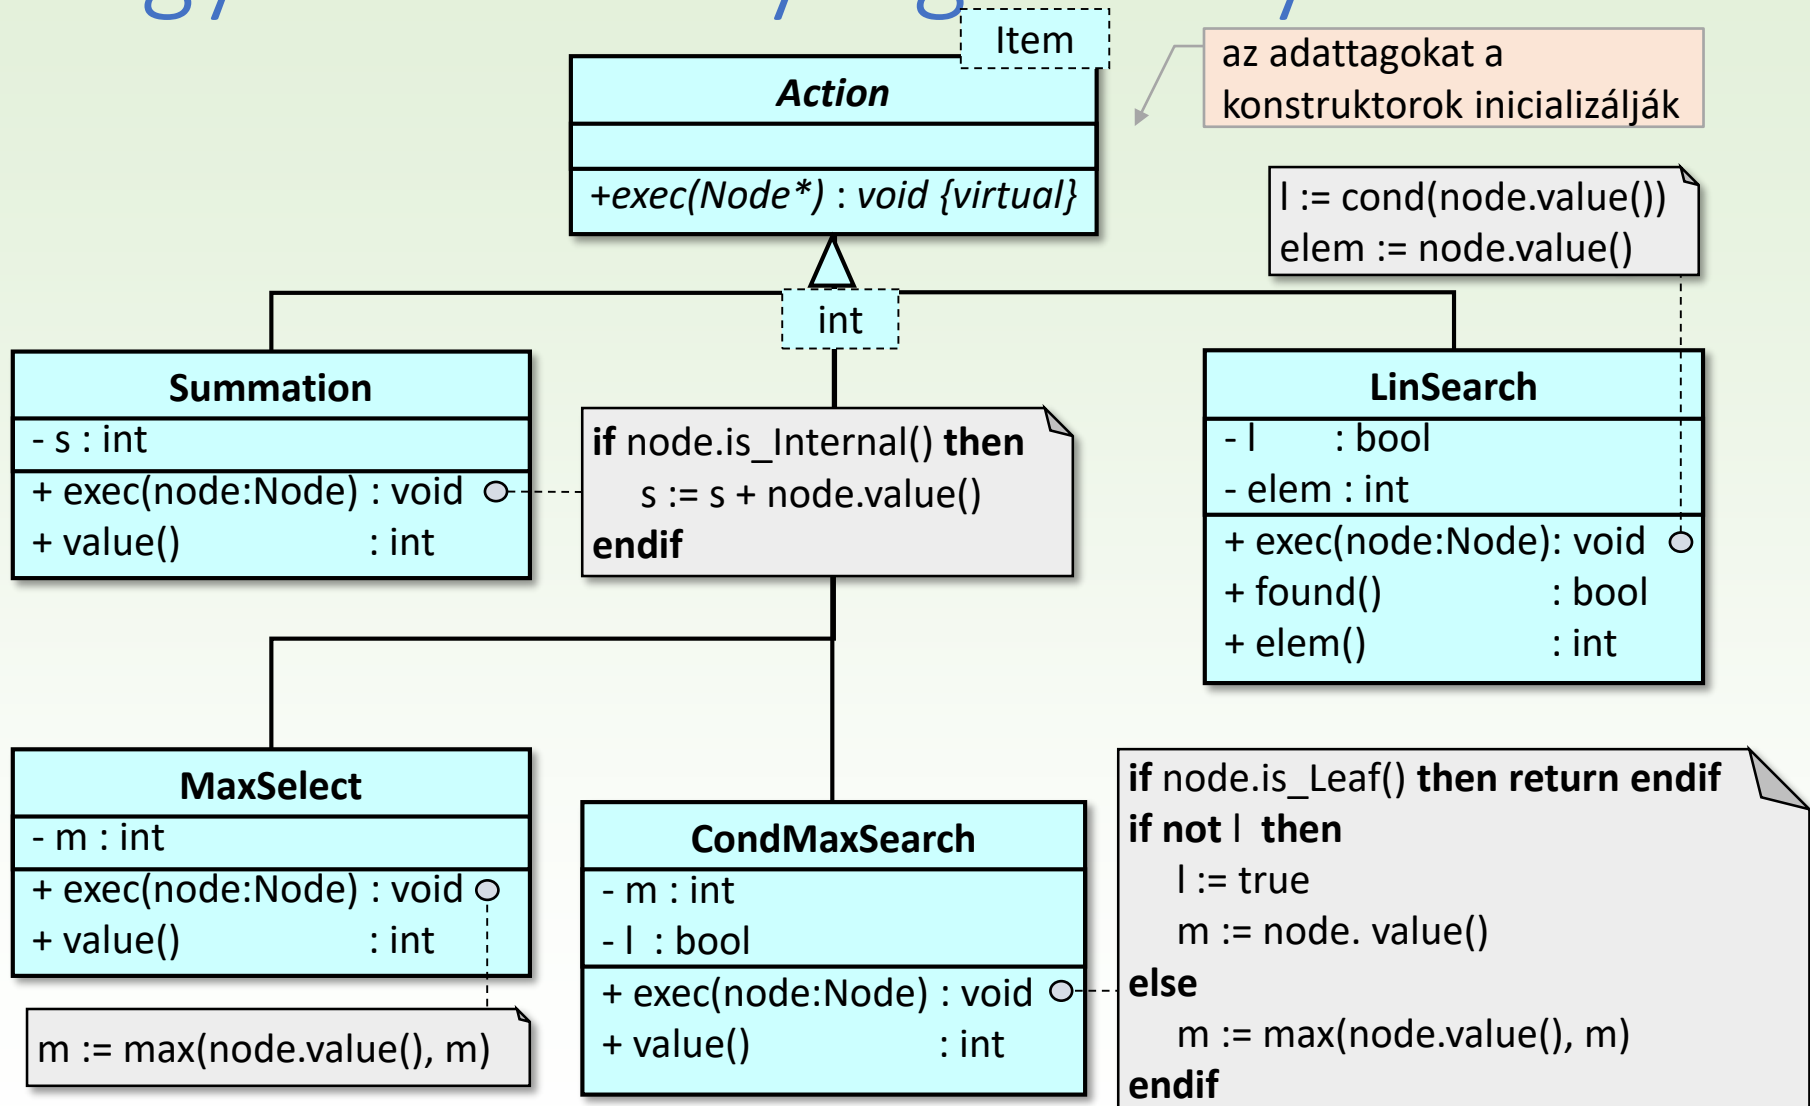 Item
Action
+exec(Node*) : void {virtual}
az adattagokat a
konstruktorok inicializálják
l := cond(node.value())
elem := node.value()
int
Summation
- s : int
+ exec(node:Node) : void
+ value() : int
if node.is_Internal() then
s := s + node.value()
endif
LinSearch
- l : bool
- elem : int
+ exec(node:Node): void
+ found() : bool
+ elem() : int
MaxSelect
- m : int
+ exec(node:Node) : void
+ value() : int
m := max(node.value(), m)
CondMaxSearch
- m : int
- l : bool
+ exec(node:Node) : void
+ value() : int
if node.is_Leaf() then return endif
if not l then
l := true
m := node. value()
else
m := max(node.value(), m)
endif